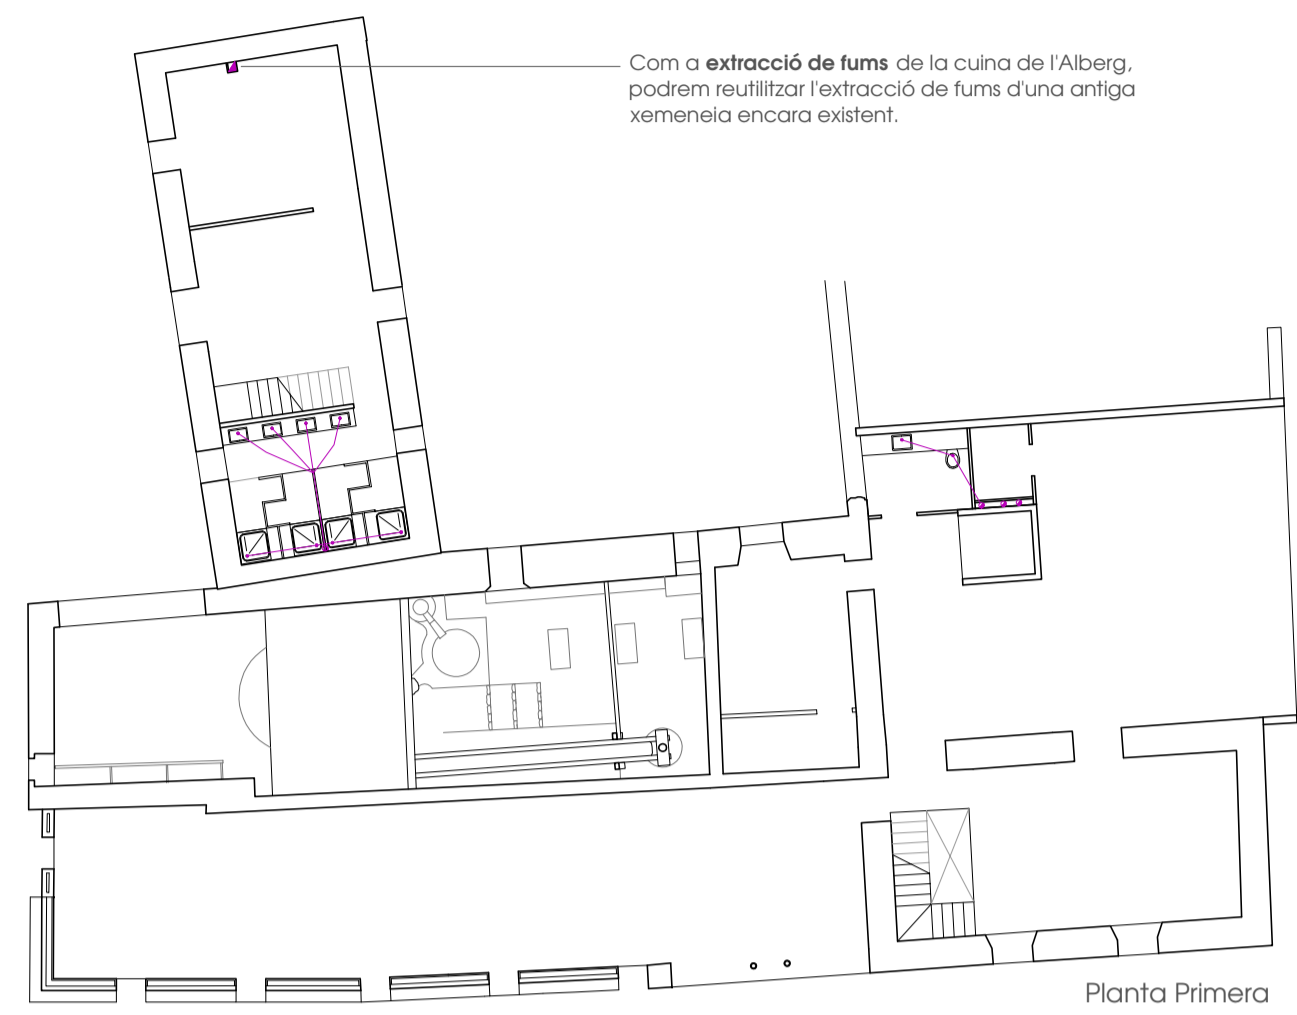 Com a extracció de fums de la cuina de l'Alberg,
podrem reutilitzar l'extracció de fums d'una antiga
xemeneia encara existent.
Planta Primera